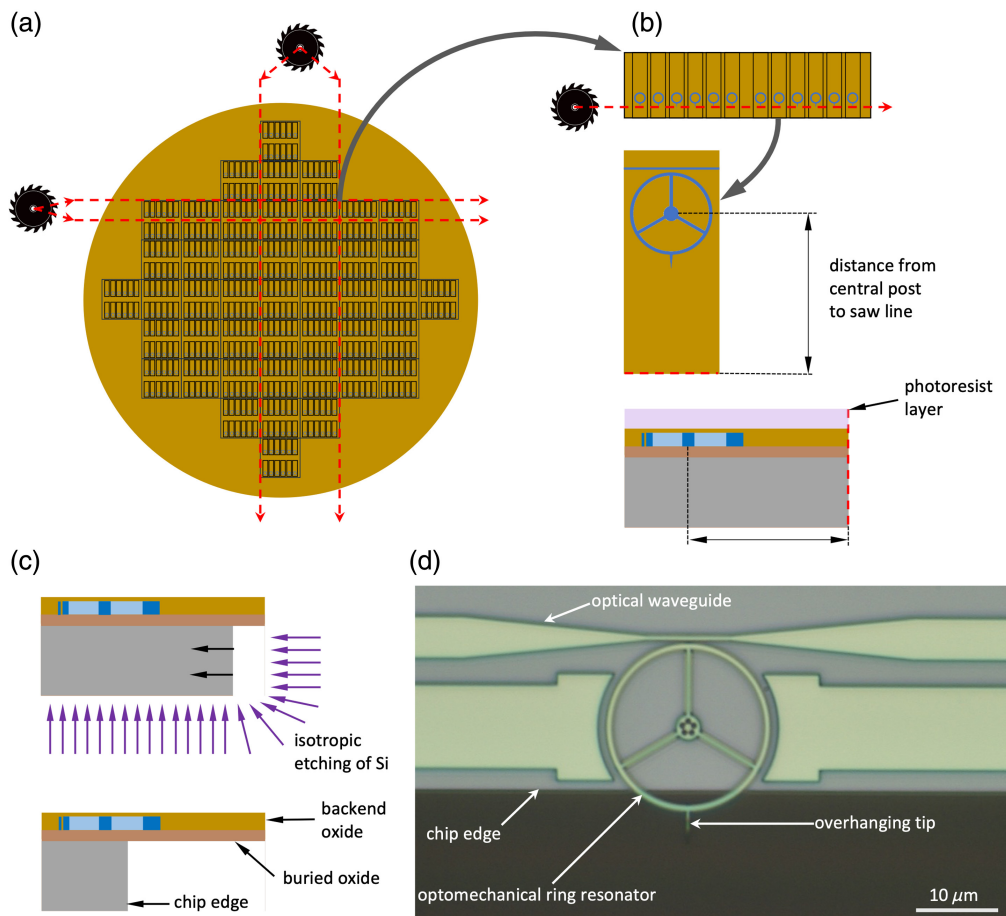 (a)
(b)
distance from
central post
to saw line
photoresist
layer
(c)
isotropic
etching of Si
backend
oxide
buried oxide
chip edge
(d)
optical waveguide
chip edge
overhanging tip
optomechanical ring resonator
10 µm